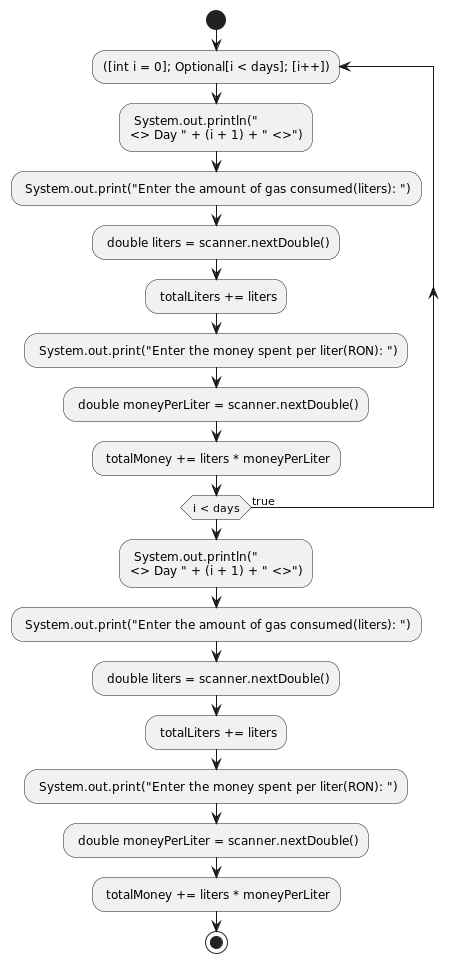 ([int i = 0]; Optional[i < days]; [i++])
System.out.println("
<> Day " + (i + 1) + " <>")
System.out.print("Enter the amount of gas consumed(liters): ")
double liters = scanner.nextDouble()
totalLiters += liters
System.out.print("Enter the money spent per liter(RON): ")
double moneyPerLiter = scanner.nextDouble()
totalMoney += liters * moneyPerLiter
i < days
true
System.out.println("
<> Day " + (i + 1) + " <>")
System.out.print("Enter the amount of gas consumed(liters): ")
double liters = scanner.nextDouble()
totalLiters += liters
System.out.print("Enter the money spent per liter(RON): ")
double moneyPerLiter = scanner.nextDouble()
totalMoney += liters * moneyPerLiter